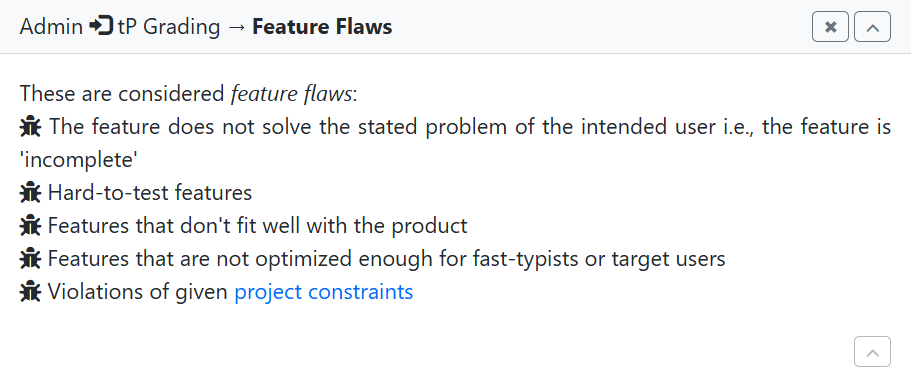 Admin tP Grading → Feature Flaws
These are considered feature flaws:
The feature does not solve the stated problem of the intended user i.e., the feature is
'incomplete'
Hard-to-test features
Features that don't fit well with the product
Features that are not optimized enough for fast-typists or target users
Violations of given project constraints